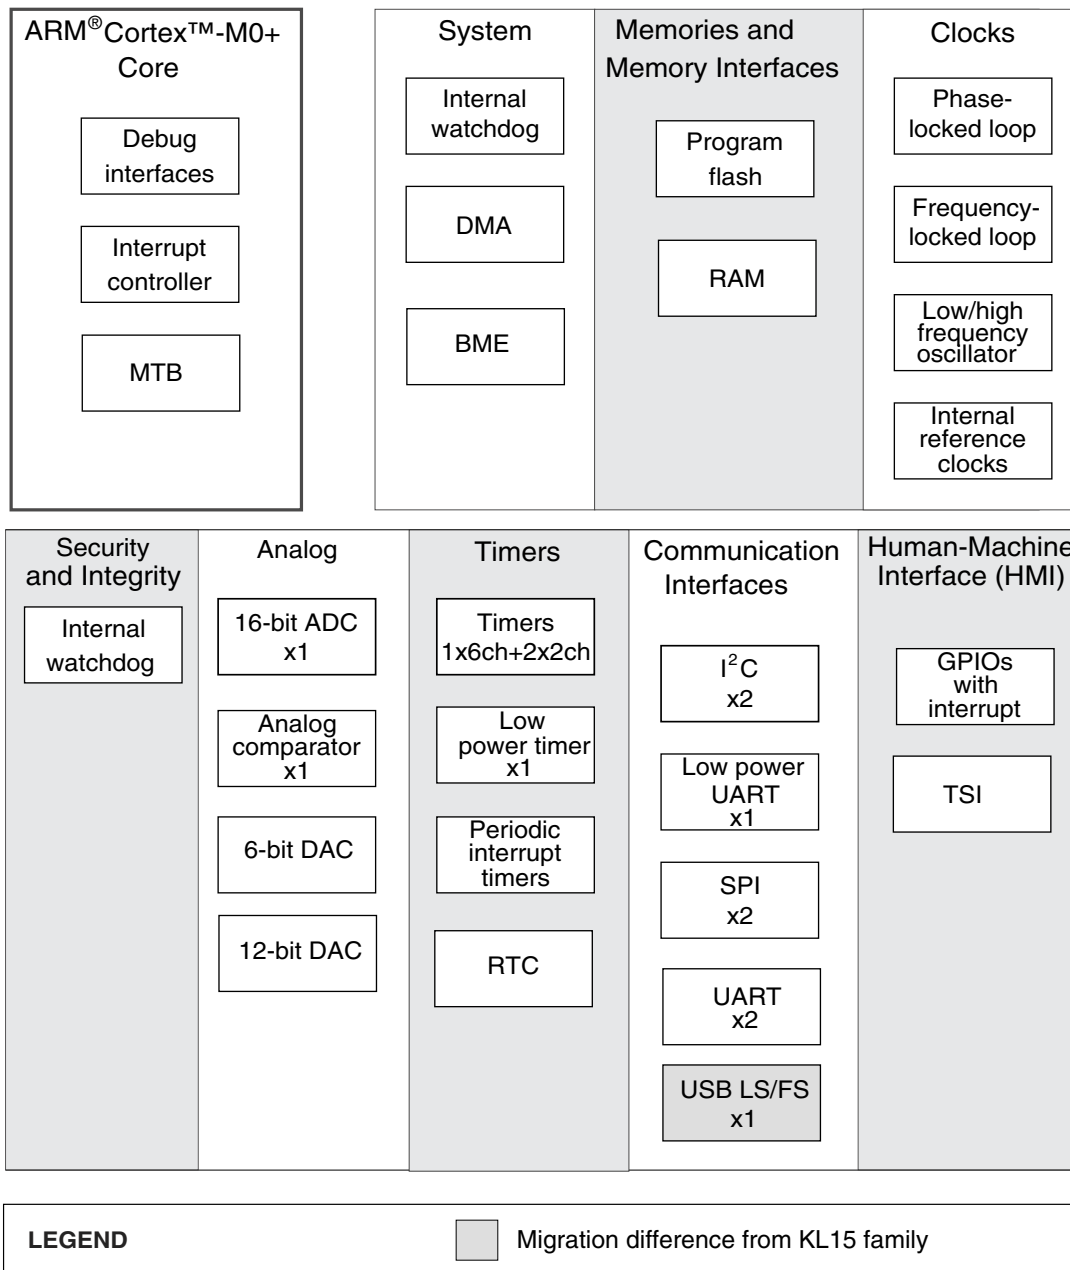 ARM®Cortex™-M0+
Core
Debug
interfaces
Interrupt
controller
MTB
System
Internal
watchdog
DMA
BME
Memories and
Memory Interfaces
Program
flash
RAM
Clocks
Phase-
locked loop
Frequency-
locked loop
Low/high
frequency
oscillator
Internal
reference
clocks
Security
and Integrity
Internal
watchdog
Analog
16-bit ADC
x1
Analog
comparator
x1
6-bit DAC
12-bit DAC
Timers
Timers
1x6ch+2x2ch
Low
power timer
x1
Periodic
interrupt
timers
RTC
Communication
Interfaces
I²C
x2
Low power
UART
x1
SPI
x2
UART
x2
USB LS/FS
x1
Human-Machine
Interface (HMI)
GPIOs
with
interrupt
TSI
LEGEND
Migration difference from KL15 family